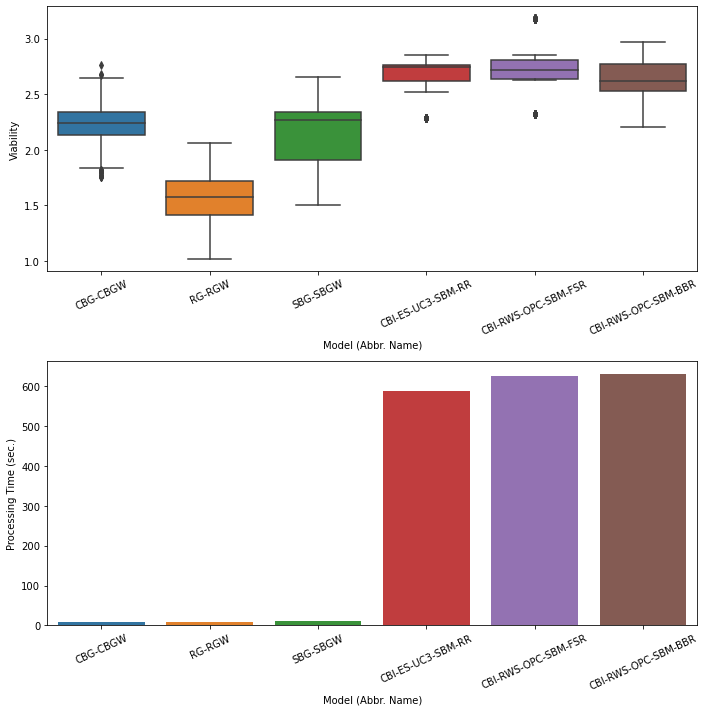 3.0
2.5
2.0
1.5
1.0
Viability
CBG-CBGW
RG-RGW
SBG-SBGW
CBI-ES-UC3-SBM-RR
CBI-RWS-OPC-SBM-FSR
CBI-RWS-OPC-SBM-BBR
Model (Abbr. Name)
600
500
400
300
200
100
0
Processing Time (sec.)
CBG-CBGW
RG-RGW
SBG-SBGW
CBI-ES-UC3-SBM-RR
CBI-RWS-OPC-SBM-FSR
CBI-RWS-OPC-SBM-BBR
Model (Abbr. Name)